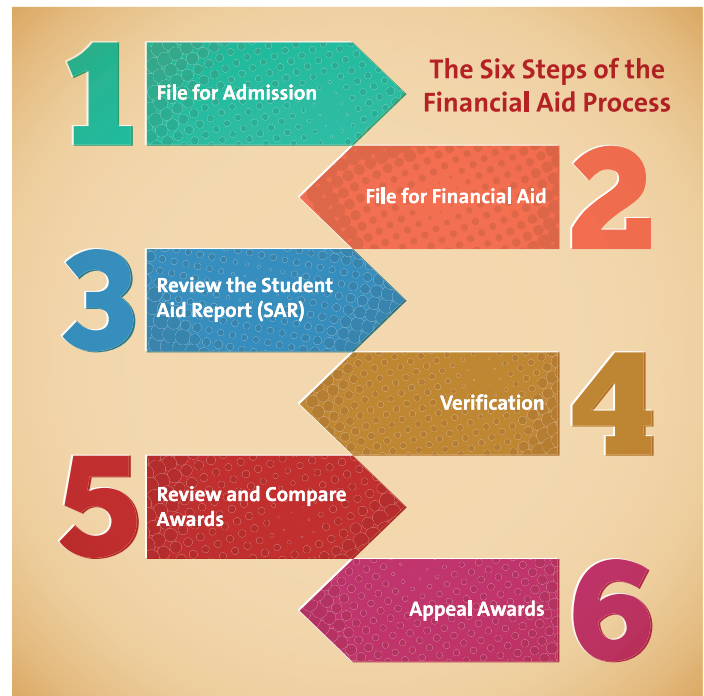 The Six Steps of the
Financial Aid Process
1
File for Admission
File for Financial Aid
2
3
Review the Student
Aid Report (SAR)
Verification
4
5
Review and Compare
Awards
Appeal Awards
6